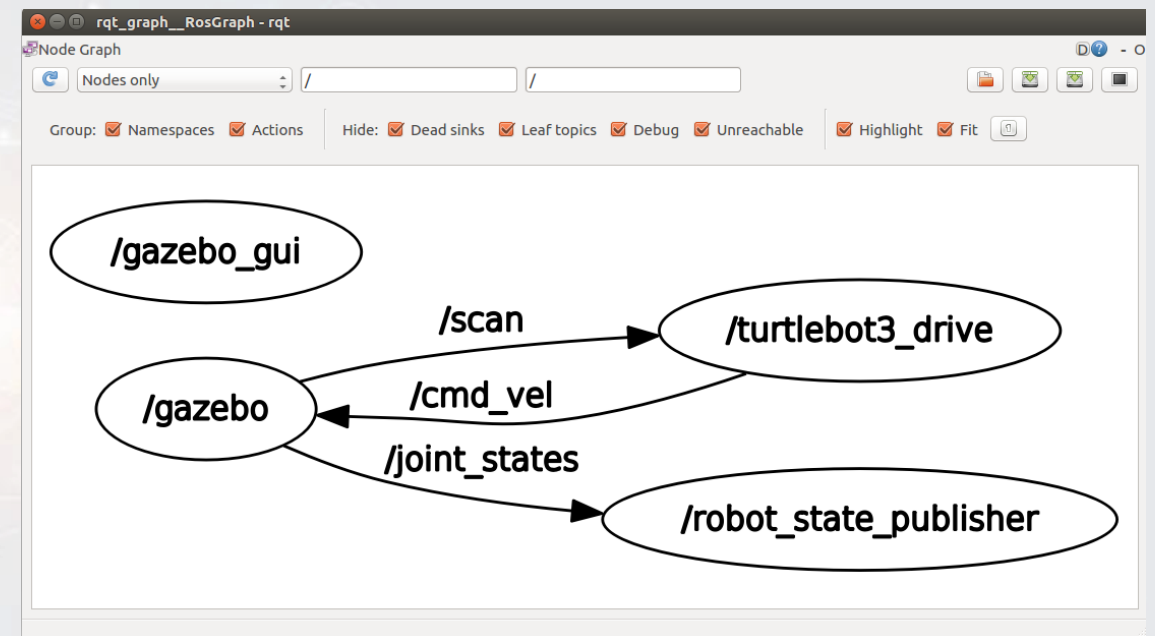 rqt_graph__RosGraph - rqt
Node Graph D ? - O
Nodes only / /
Group: Namespaces Actions Hide: Dead sinks Leaf topics Debug Unreachable Highlight Fit
/gazebo_gui
/scan
/turtlebot3_drive
/cmd_vel
/gazebo
/joint_states
/robot_state_publisher